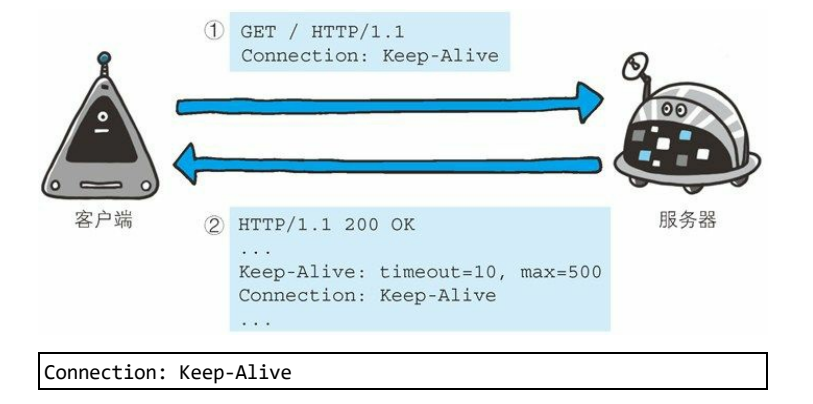 ① GET / HTTP/1.1
Connection: Keep-Alive
客户端
服务器
② HTTP/1.1 200 OK
...
Keep-Alive: timeout=10, max=500
Connection: Keep-Alive
...
Connection: Keep-Alive